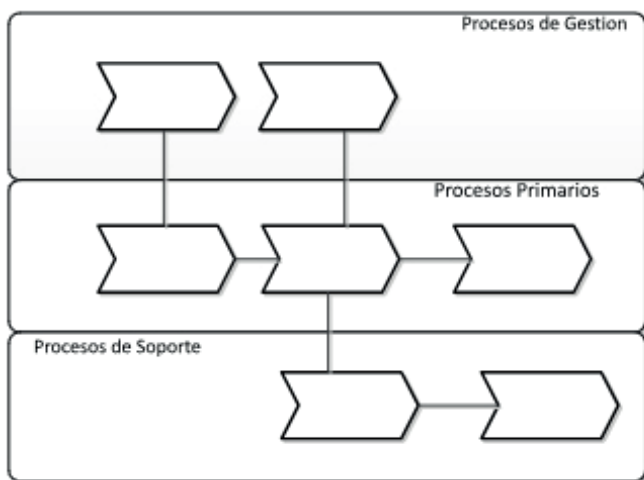 Procesos de Gestion
Procesos Primarios
Procesos de Soporte